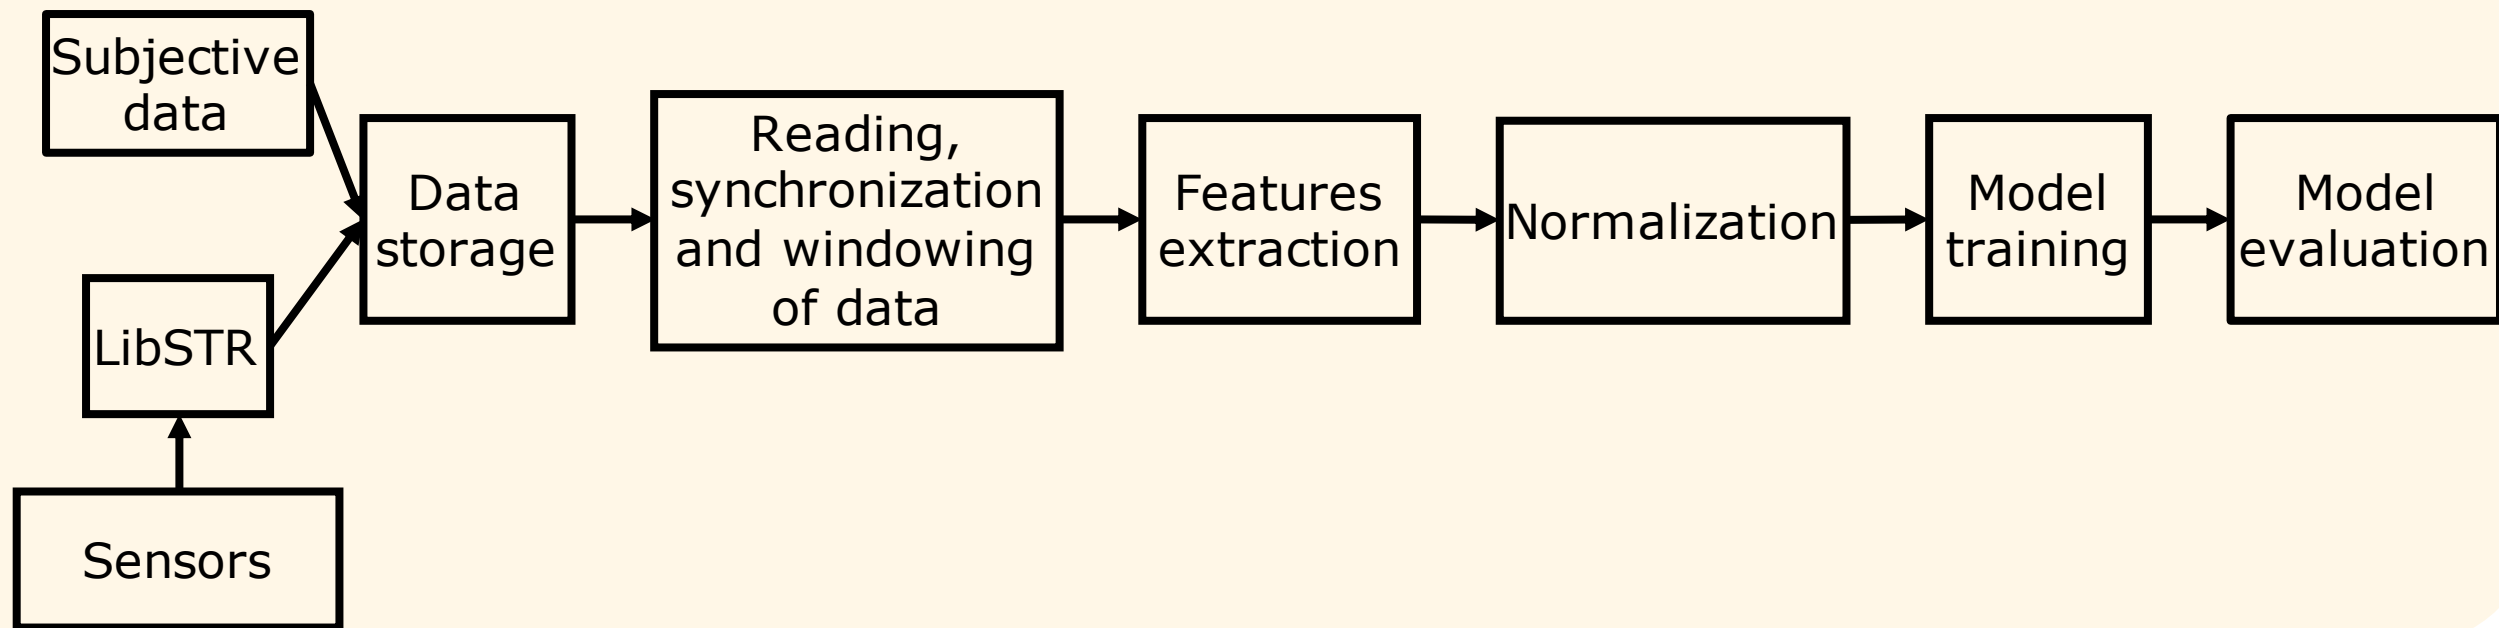 Subjective
data
LibSTR
Sensors
Data
storage
Reading,
synchronization
and windowing
of data
Features
extraction
Normalization
Model
training
Model
evaluation